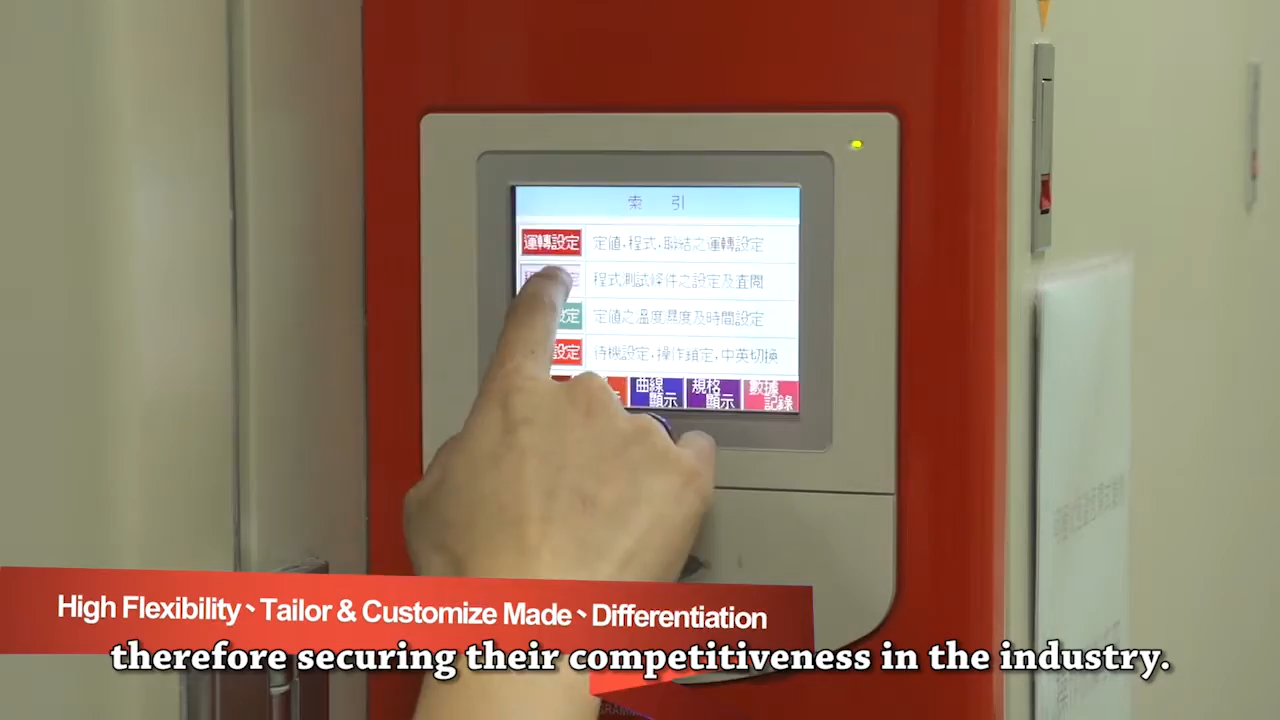 索 引
運轉設定 定值,程式,聯結之運轉設定
程式測試條件之設定及查閱
設定 定值之溫度濕度及時間設定
設定 待機設定,操作鎖定,中英切換
曲線顯示 規格顯示 數據記錄
High Flexibility、Tailor & Customize Made、Differentiation
therefore securing their competitiveness in the industry.